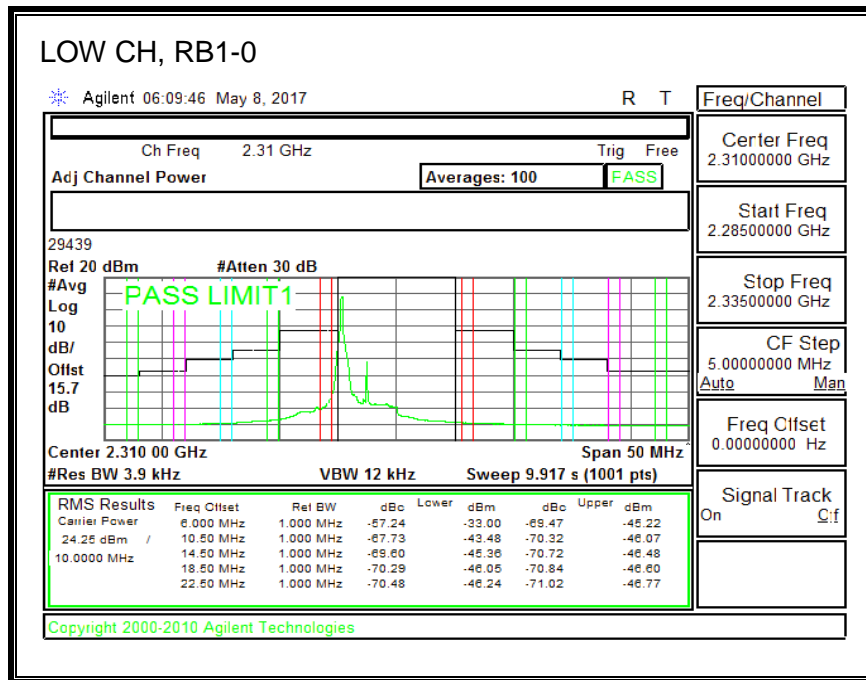 LOW CH, RB1-0
Agilent 06:09:46 May 8, 2017 R T
Freq/Channel
Ch Freq 2.31 GHz Trig Free
Adj Channel Power Averages: 100 PASS
Center Freq
2.31000000 GHz
Start Freq
2.28500000 GHz
Stop Freq
2.33500000 GHz
CF Step
5.00000000 MHz
Auto Man
Freq Offset
0.00000000 Hz
Signal Track
On Off
29439
Ref 20 dBm #Atten 30 dB
#Avg
Log
10
dB/
Offst
15.7
dB
PASS LIMIT1
Center 2.310 00 GHz Span 50 MHz
#Res BW 3.9 kHz VBW 12 kHz Sweep 9.917 s (1001 pts)
RMS Results Freq Offset Ref BW dBc Lower dBm dBc Upper dBm
Carrier Power 6.000 MHz 1.000 MHz -57.24 -33.00 -69.47 -45.22
24.25 dBm / 10.50 MHz 1.000 MHz -67.73 -43.48 -70.32 -46.07
10.0000 MHz 14.50 MHz 1.000 MHz -69.60 -45.36 -70.72 -46.48
18.50 MHz 1.000 MHz -70.29 -46.05 -70.84 -46.60
22.50 MHz 1.000 MHz -70.48 -46.24 -71.02 -46.77
Copyright 2000-2010 Agilent Technologies